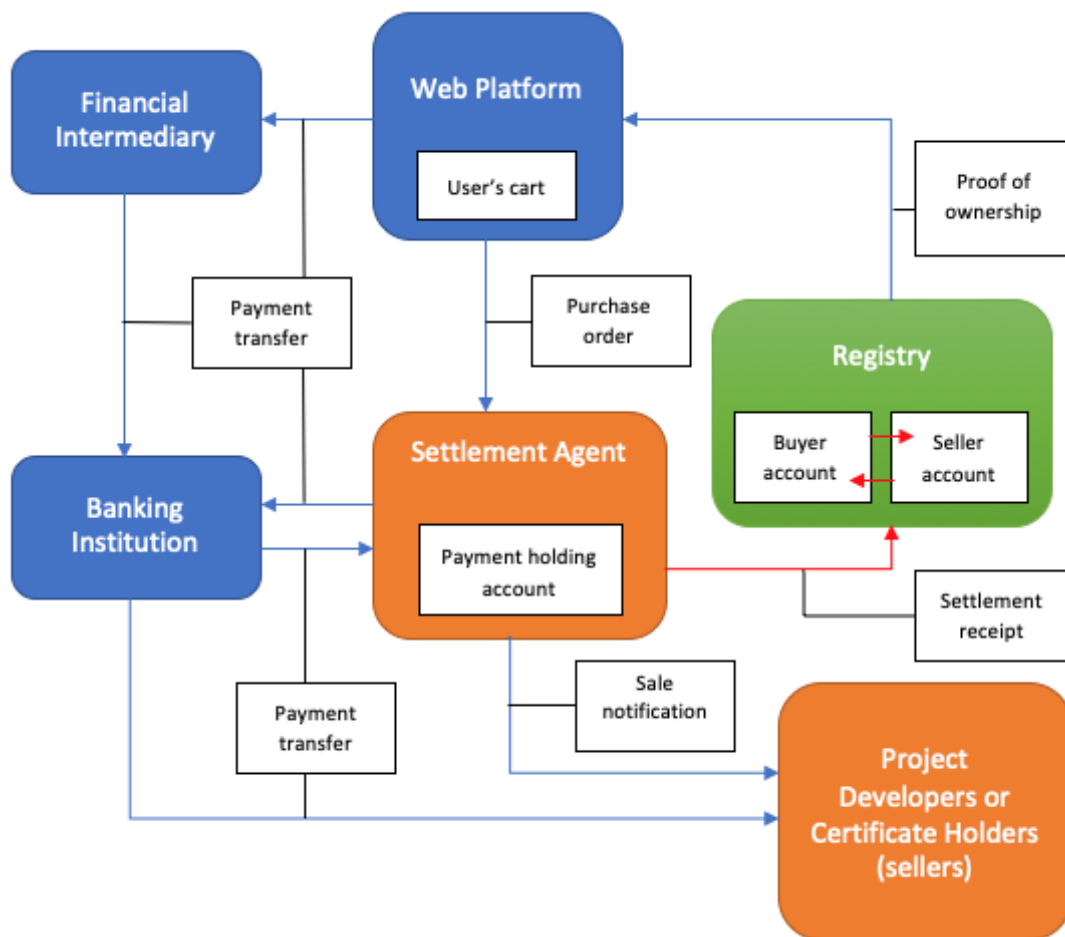 Financial
Intermediary
Web Platform
User's cart
Proof of
ownership
Payment
transfer
Purchase
order
Registry
Buyer
account
Seller
account
Settlement Agent
Payment holding
account
Banking
Institution
Settlement
receipt
Payment
transfer
Sale
notification
Project
Developers or
Certificate Holders
(sellers)